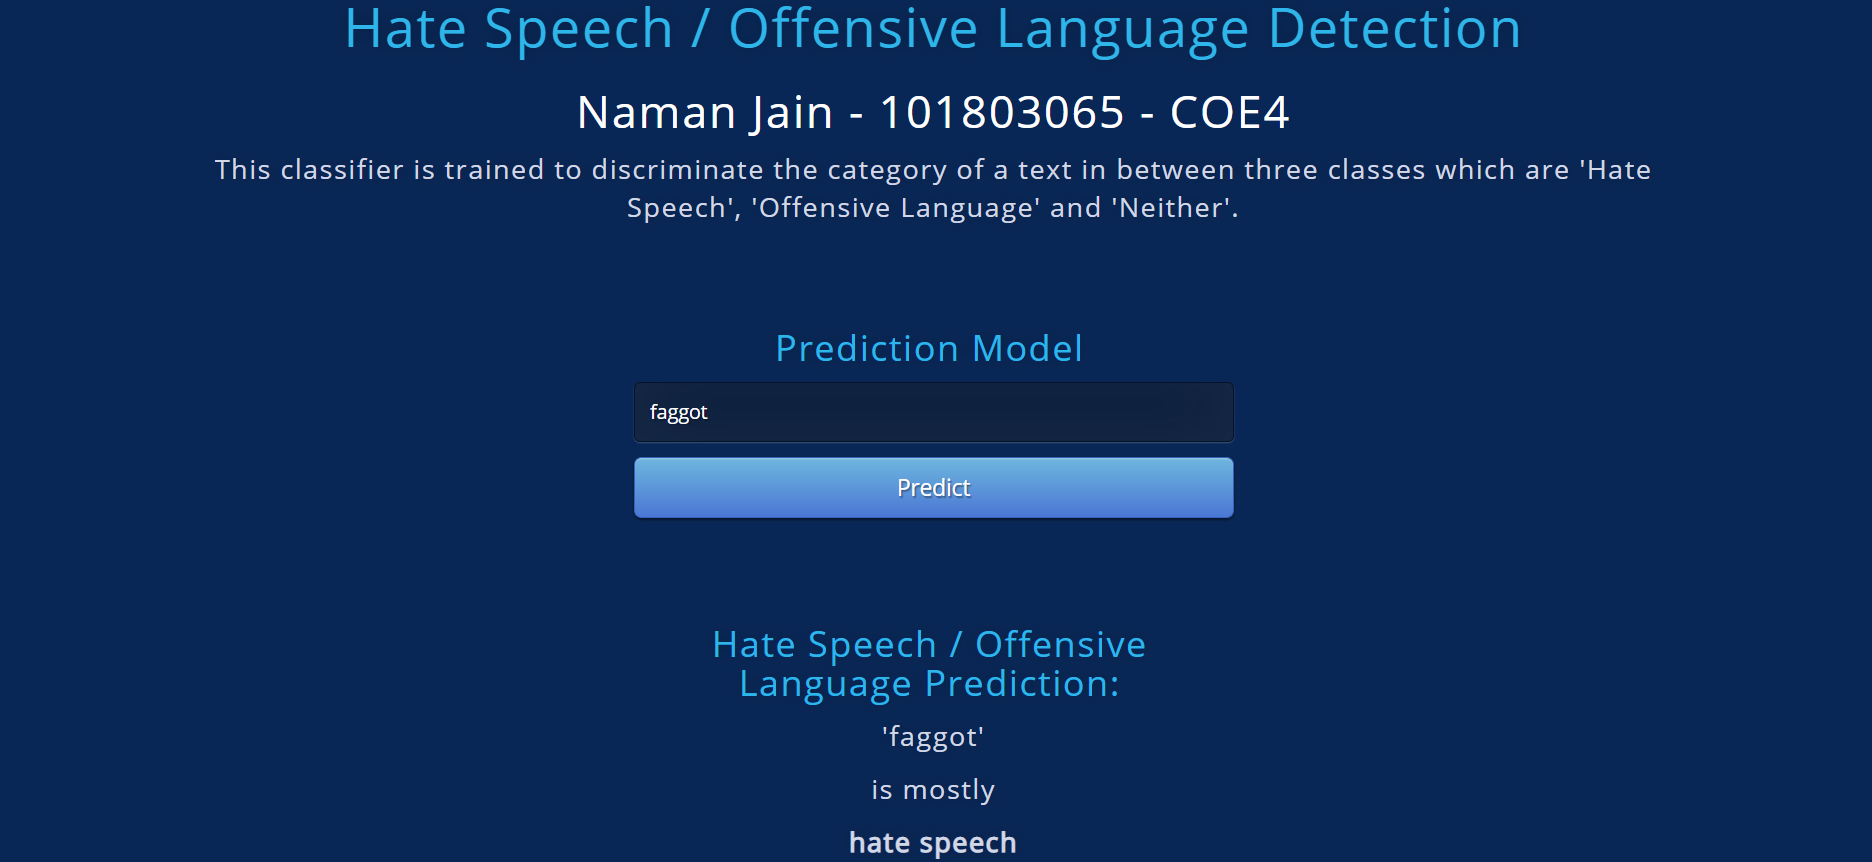 Hate Speech / Offensive Language Detection
Naman Jain - 101803065 - COE4
This classifier is trained to discriminate the category of a text in between three classes which are 'Hate
Speech', 'Offensive Language' and 'Neither'.
Prediction Model
faggot
Predict
Hate Speech / Offensive
Language Prediction:
'faggot'
is mostly
hate speech